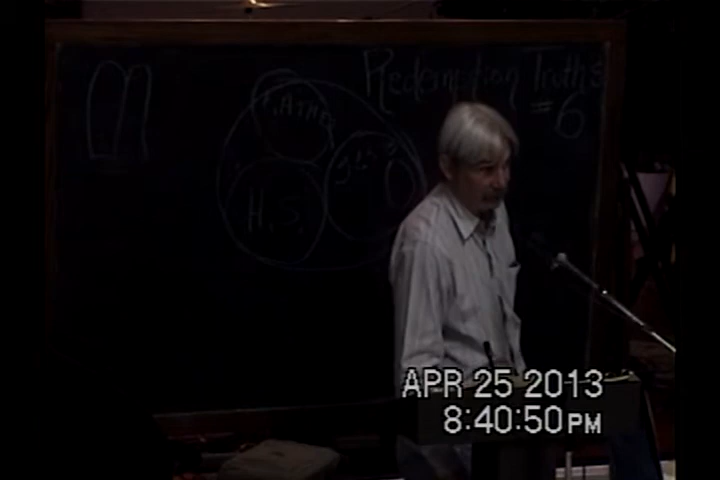 Redemption Truths
#6
FATHER
H.S.
APR 25 2013
8:40:50PM